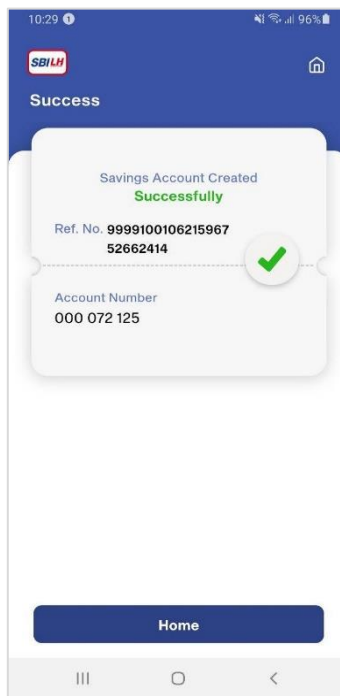 10:29 1 96%
SBILH
Success
Savings Account Created
Successfully
Ref. No. 9999100106215967
52662414
Account Number
000 072 125
Home